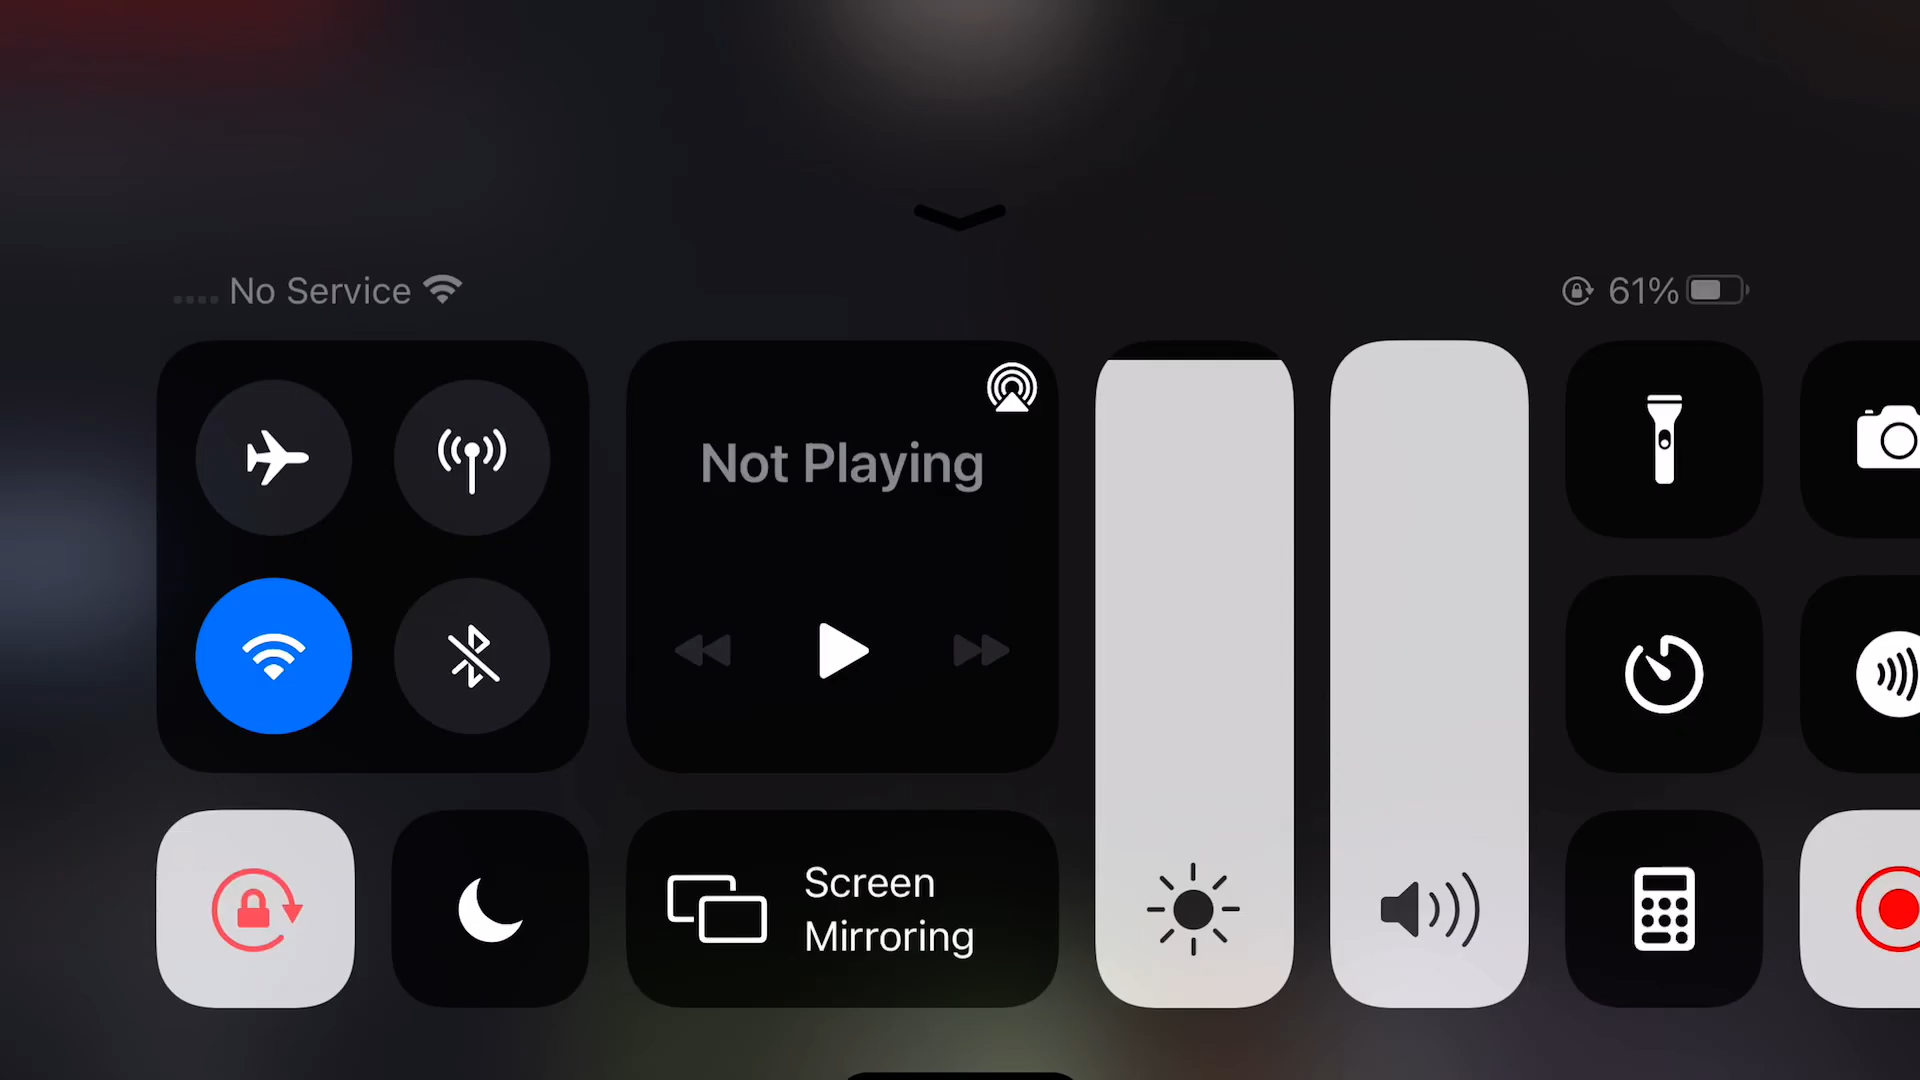 No Service
61%
Not Playing
Screen
Mirroring